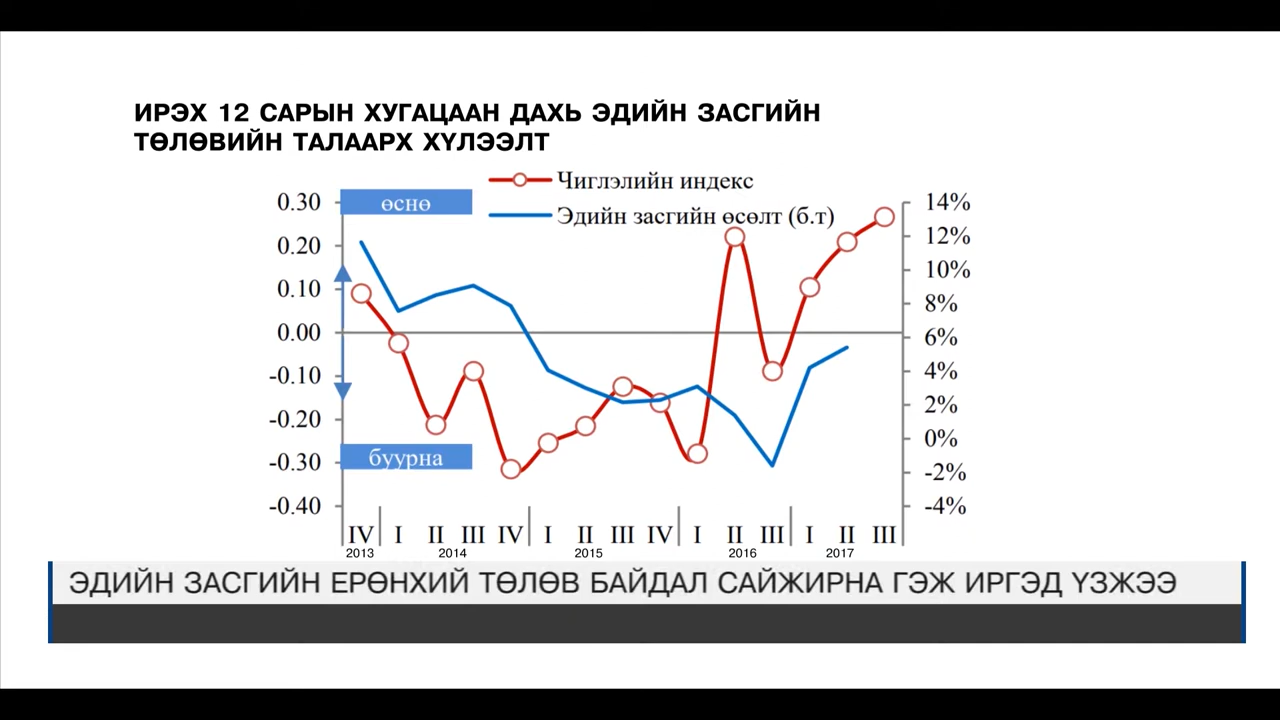 ИРЭХ 12 САРЫН ХУГАЦААН ДАХЬ ЭДИЙН ЗАСГИЙН
ТӨЛӨВИЙН ТАЛААРХ ХҮЛЭЭЛТ
Чиглэлийн индекс
Эдийн засгийн өсөлт (б.т)
өснө
буурна
0.30
0.20
0.10
0.00
-0.10
-0.20
-0.30
-0.40
14%
12%
10%
8%
6%
4%
2%
0%
-2%
-4%
IV I II III IV I II III IV I II III I II III
2013 2014 2015 2016 2017
ЭДИЙН ЗАСГИЙН ЕРӨНХИЙ ТӨЛӨВ БАЙДАЛ САЙЖИРНА ГЭЖ ИРГЭД ҮЗЖЭЭ